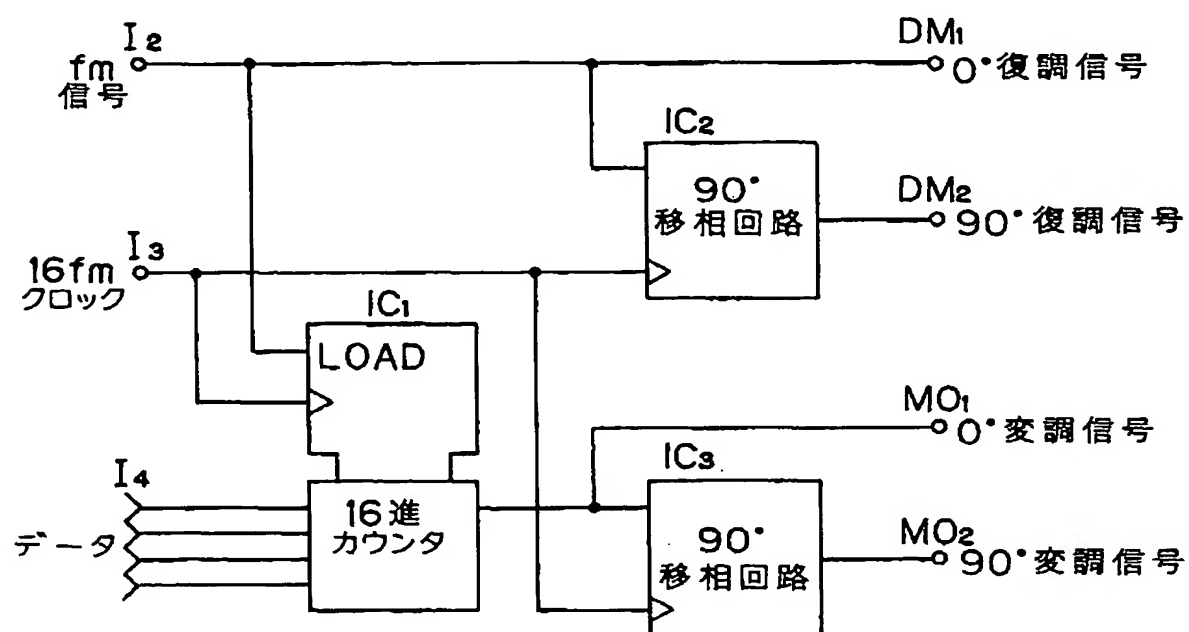 I2
fm
信号
DM1
0°復調信号
IC2
90°
移相回路
DM2
90°復調信号
I3
16fm
クロック
IC1
LOAD
MO1
0°変調信号
I4
データ
16進
カウンタ
IC3
90°
移相回路
MO2
90°変調信号